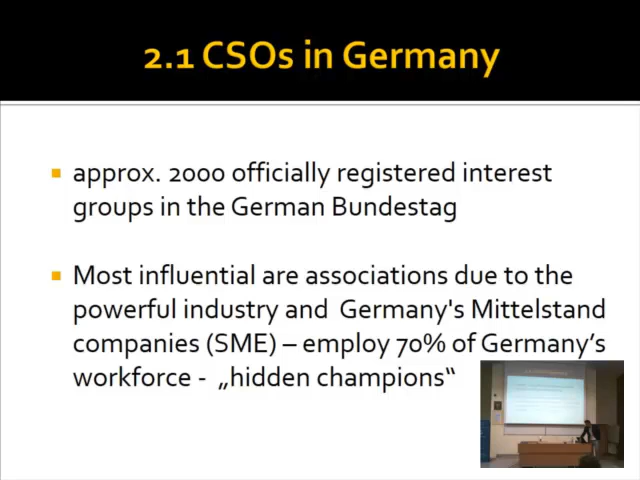 2.1 CSOs in Germany
approx. 2000 officially registered interest
groups in the German Bundestag
Most influential are associations due to the
powerful industry and Germany's Mittelstand
companies (SME) – employ 70% of Germany’s
workforce - „hidden champions“